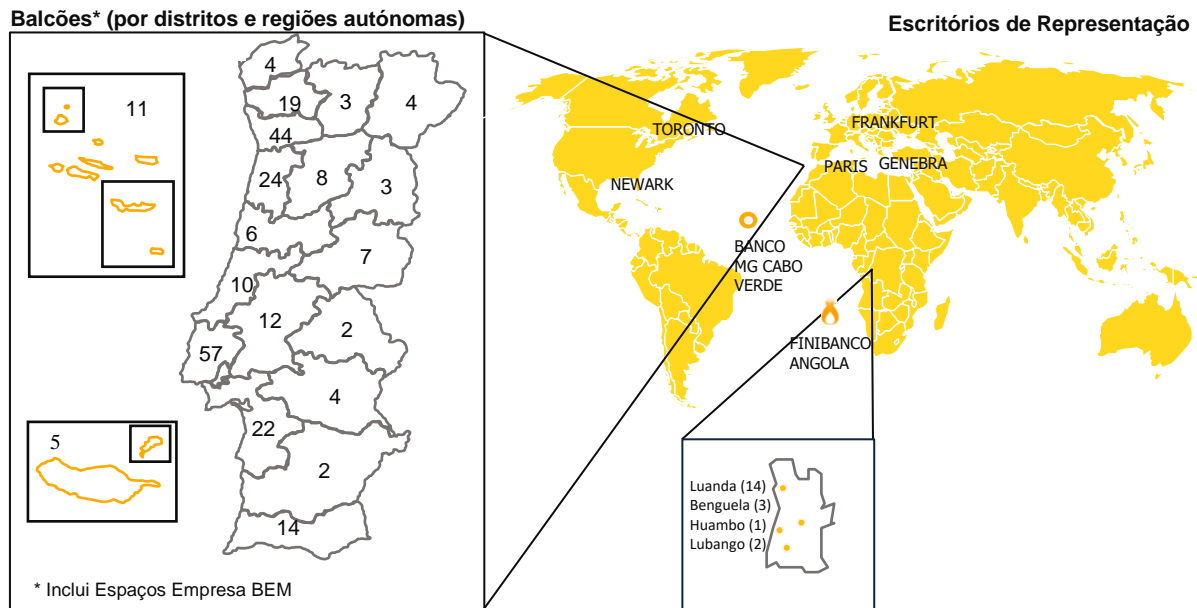 Balcões* (por distritos e regiões autónomas)
Escritórios de Representação
4
11
19
3
4
44
24
8
3
6
7
10
12
2
57
4
5
22
2
14
* Inclui Espaços Empresa BEM
TORONTO
FRANKFURT
PARIS
GENEBRA
NEWARK
BANCO
MG CABO
VERDE
FINIBANCO
ANGOLA
Luanda (14)
Benguela (3)
Huambo (1)
Lubango (2)